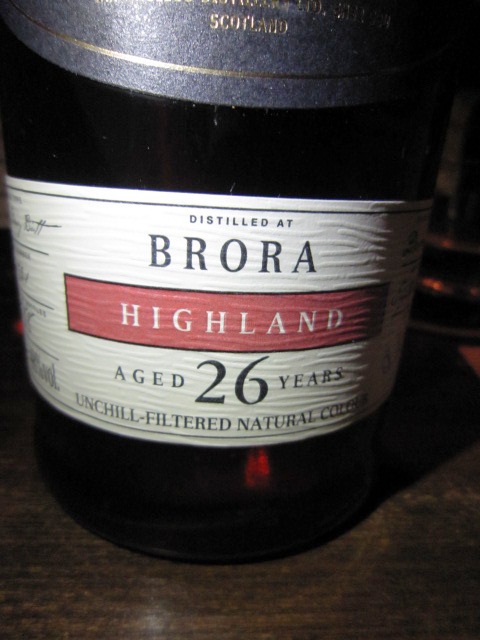 SCOTLAND
DISTILLED AT
BRORA
HIGHLAND
AGED 26 YEARS
UNCHILL-FILTERED NATURAL COLOUR